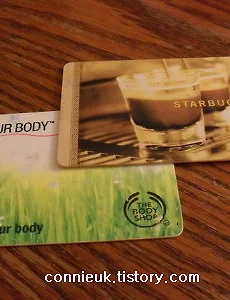 STARBUC
UR BODY™
THE
BODY
SHOP
ur body
connieuk.tistory.com